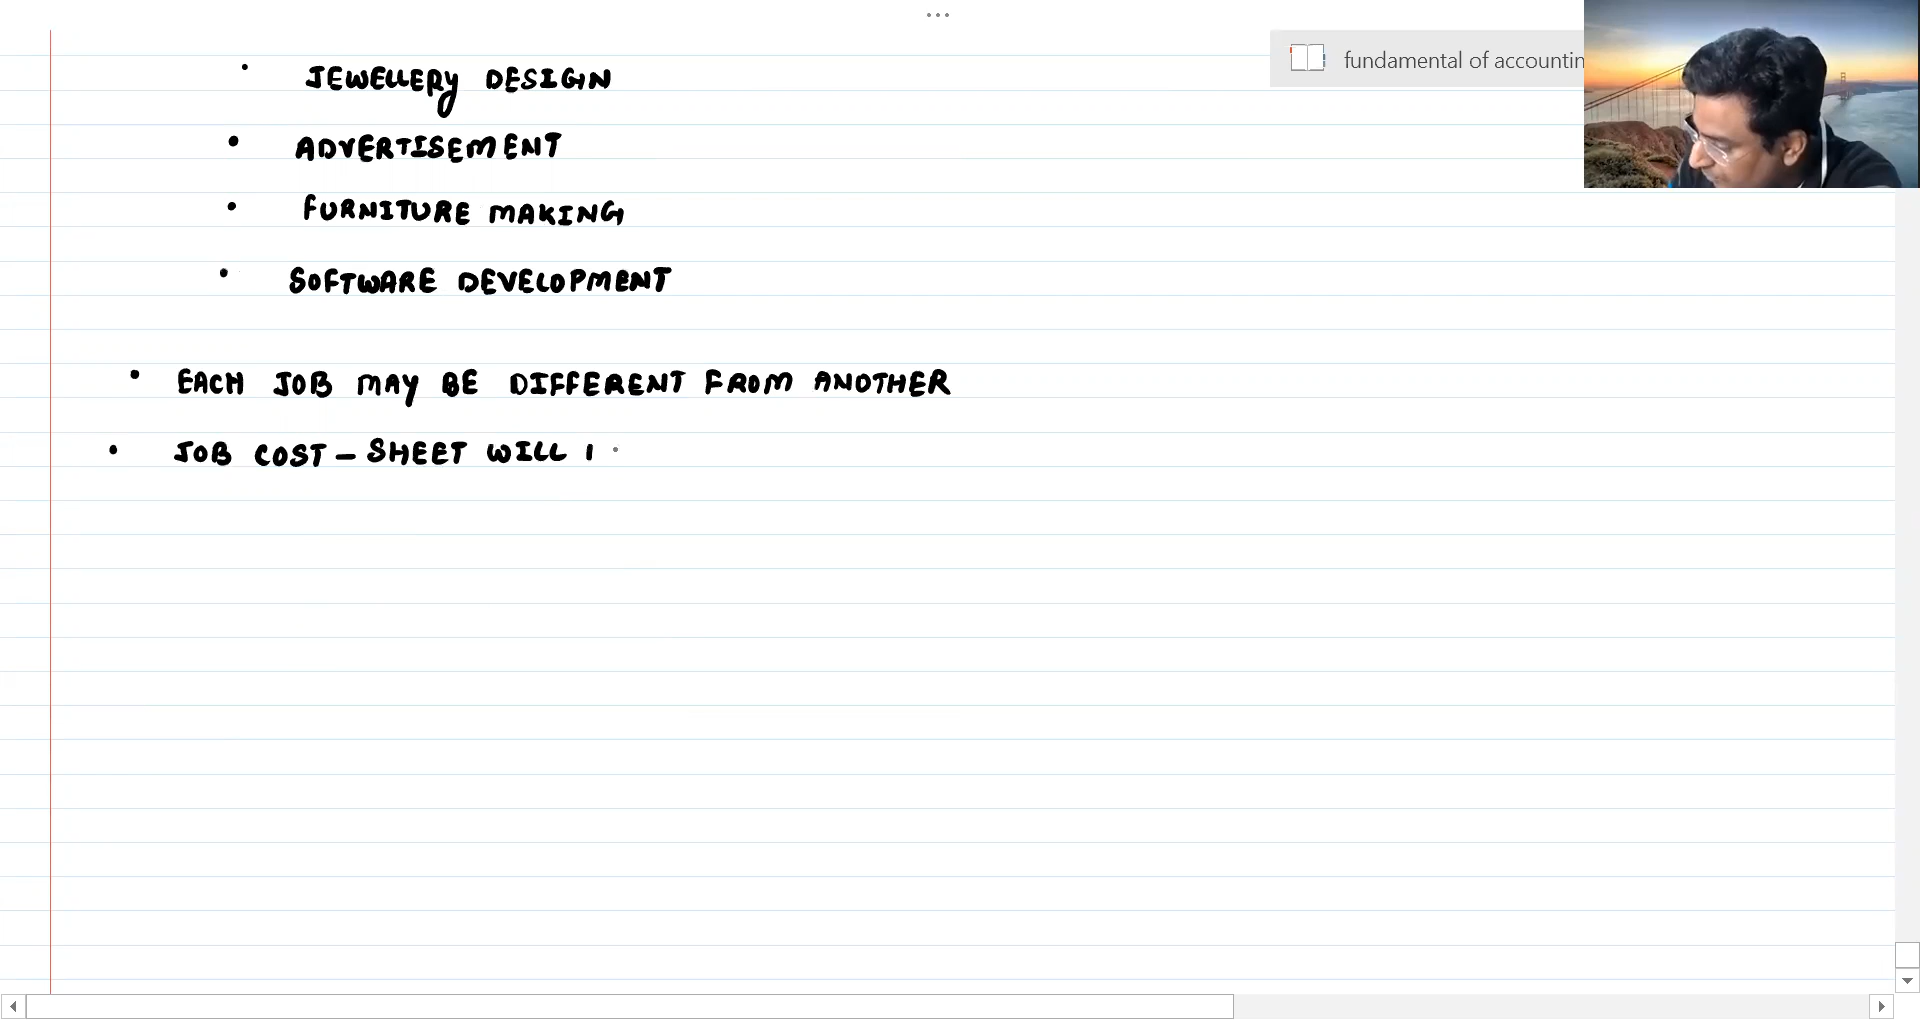 fundamental of accountin
• JEWELLERY DESIGN
• ADVERTISEMENT
• FURNITURE MAKING
• SOFTWARE DEVELOPMENT
• EACH JOB MAY BE DIFFERENT FROM ANOTHER
• JOB COST - SHEET WILL